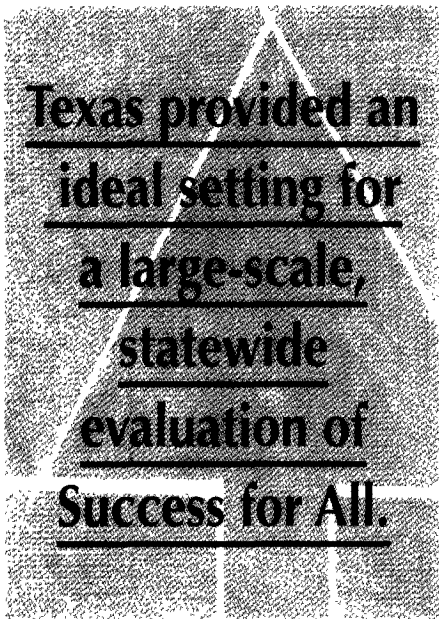 Texas provided an
ideal setting for
a large-scale,
statewide
evaluation of
Success for All.